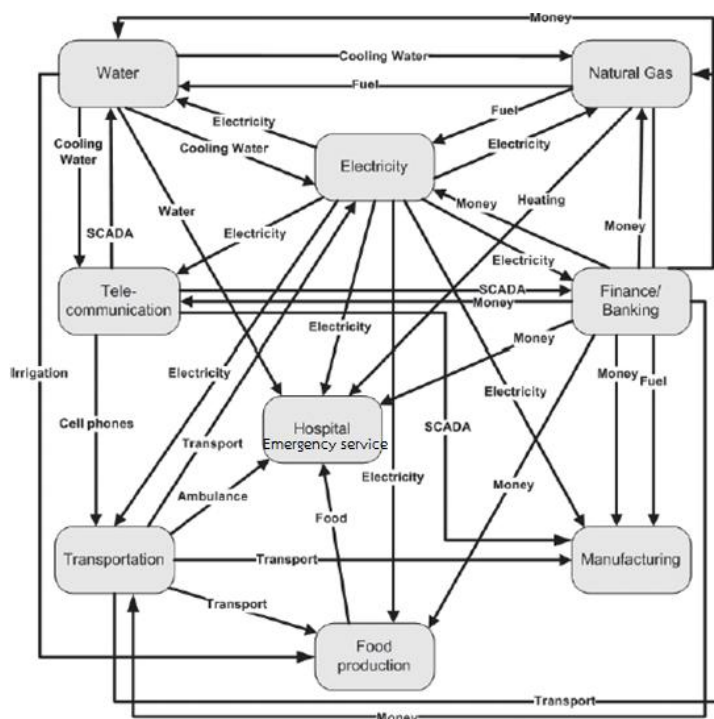 Money
Water
Cooling Water
Natural Gas
Fuel
Electricity
Fuel
Cooling
Water
Cooling Water
Electricity
Electricity
Water
Heating
Money
SCADA
Electricity
Money
Electricity
Tele-
communication
SCADA
Money
Finance/
Banking
Electricity
Money
Irrigation
Electricity
Electricity
Money
Fuel
Cell phones
Transport
Hospital
Emergency service
SCADA
Ambulance
Electricity
Money
Food
Transportation
Transport
Manufacturing
Transport
Food
production
Transport
Money